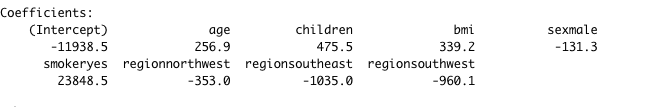 Coefficients:
(Intercept) age children bmi sexmale
-11938.5 256.9 475.5 339.2 -131.3
smokeryes regionnorthwest regionsoutheast regionsouthwest
23848.5 -353.0 -1035.0 -960.1